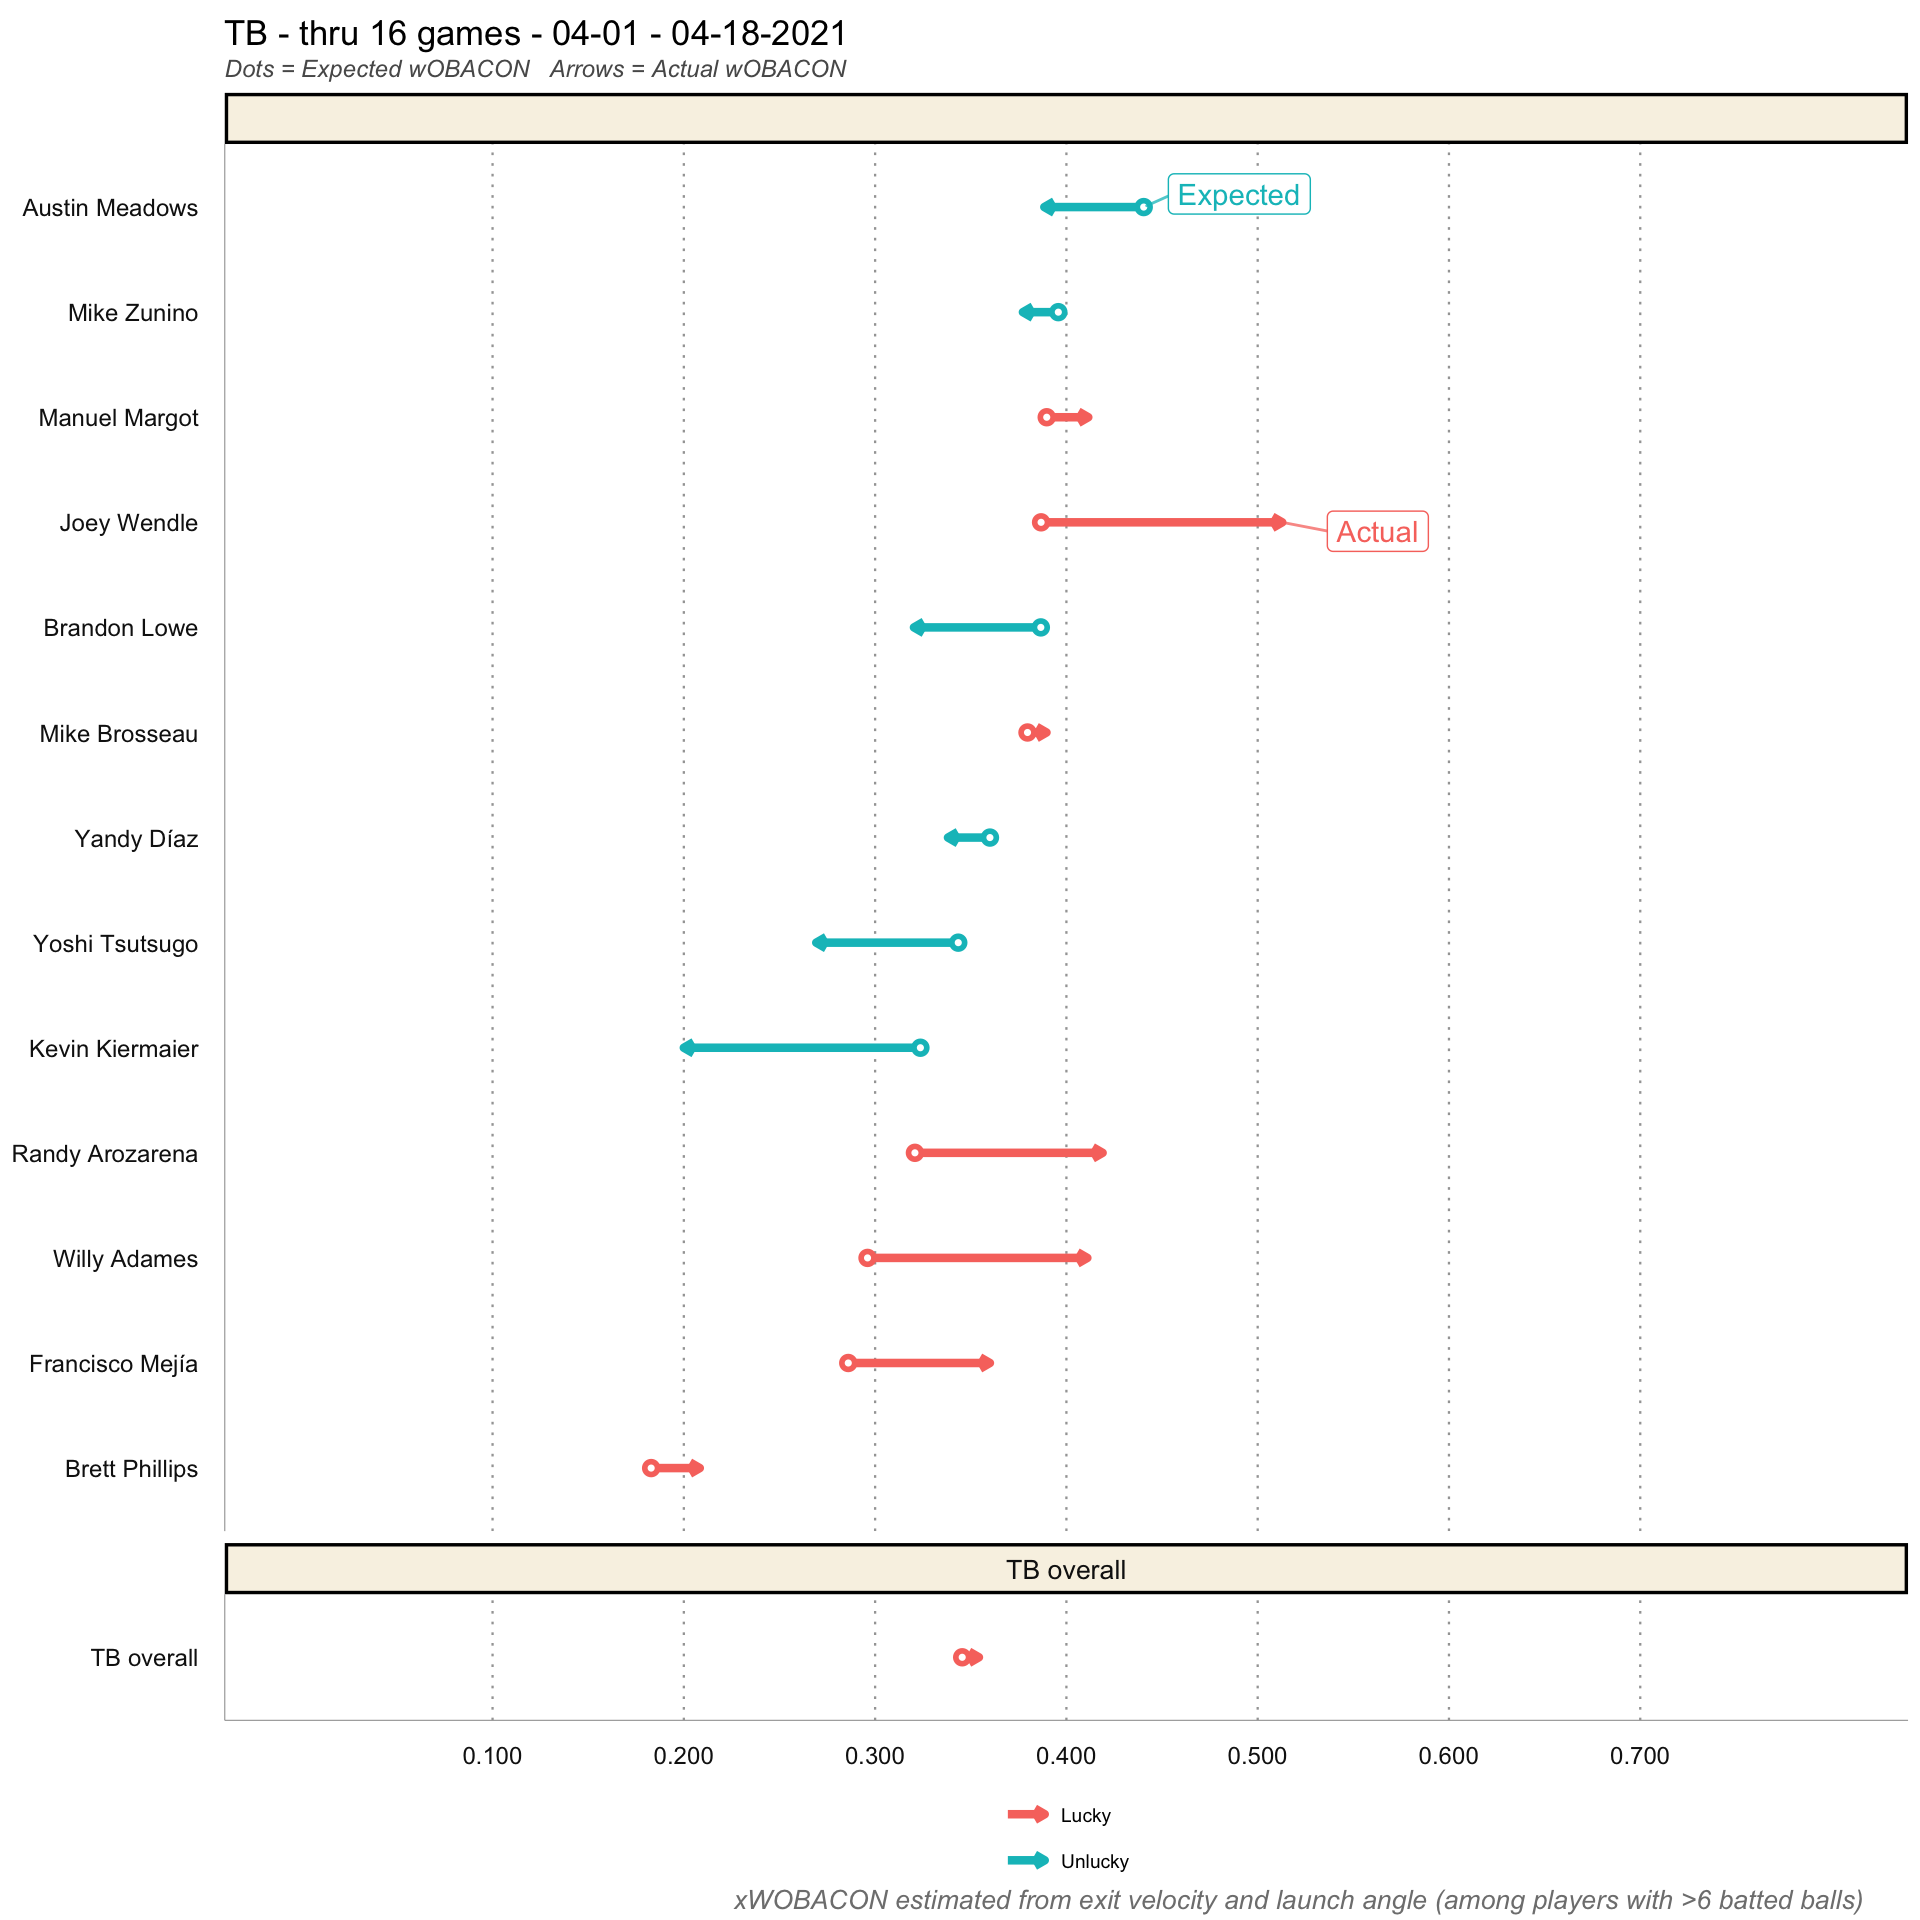 TB - thru 16 games - 04-01 - 04-18-2021
Dots = Expected wOBACON   Arrows = Actual wOBACON
Austin Meadows
Expected
Mike Zunino
Manuel Margot
Joey Wendle
Actual
Brandon Lowe
Mike Brosseau
Yandy Díaz
Yoshi Tsutsugo
Kevin Kiermaier
Randy Arozarena
Willy Adames
Francisco Mejía
Brett Phillips
TB overall
TB overall
0.100 0.200 0.300 0.400 0.500 0.600 0.700
Lucky
Unlucky
xWOBACON estimated from exit velocity and launch angle (among players with >6 batted balls)